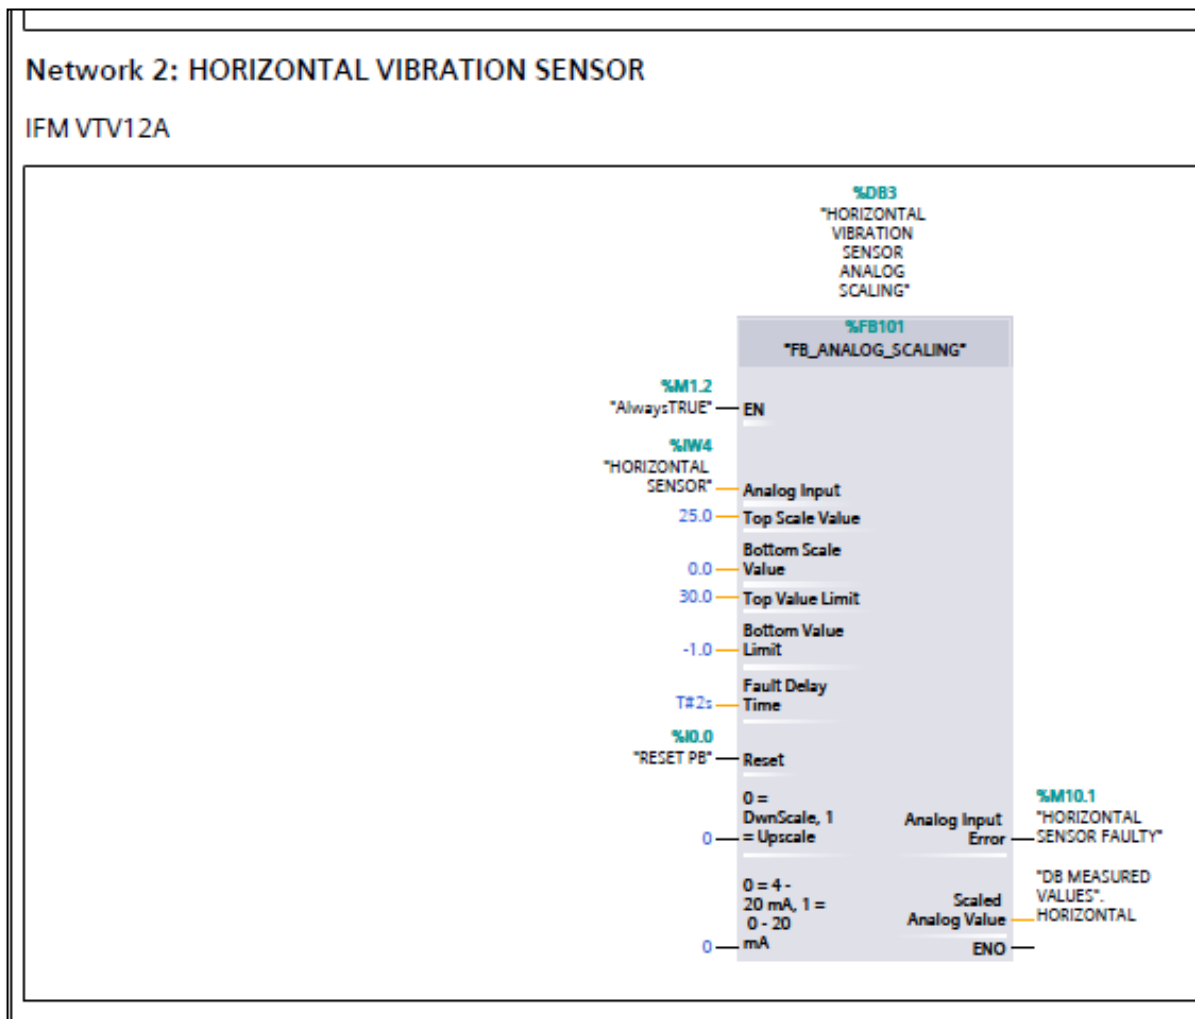 Network 2: HORIZONTAL VIBRATION SENSOR
IFM VTV12A
%DB3
"HORIZONTAL
VIBRATION
SENSOR
ANALOG
SCALING"
%FB101
"FB_ANALOG_SCALING"
%M1.2
"AlwaysTRUE"
EN
%IW4
"HORIZONTAL
SENSOR"
Analog Input
25.0
Top Scale Value
Bottom Scale
0.0
Value
30.0
Top Value Limit
Bottom Value
-1.0
Limit
Fault Delay
T#2s
Time
%I0.0
"RESET PB"
Reset
0 =
DwnScale, 1
0
= Upscale
Analog Input
Error
%M10.1
"HORIZONTAL
SENSOR FAULTY"
0 = 4 -
20 mA, 1 =
0 - 20
0
mA
Scaled
Analog Value
"DB MEASURED
VALUES".
HORIZONTAL
ENO